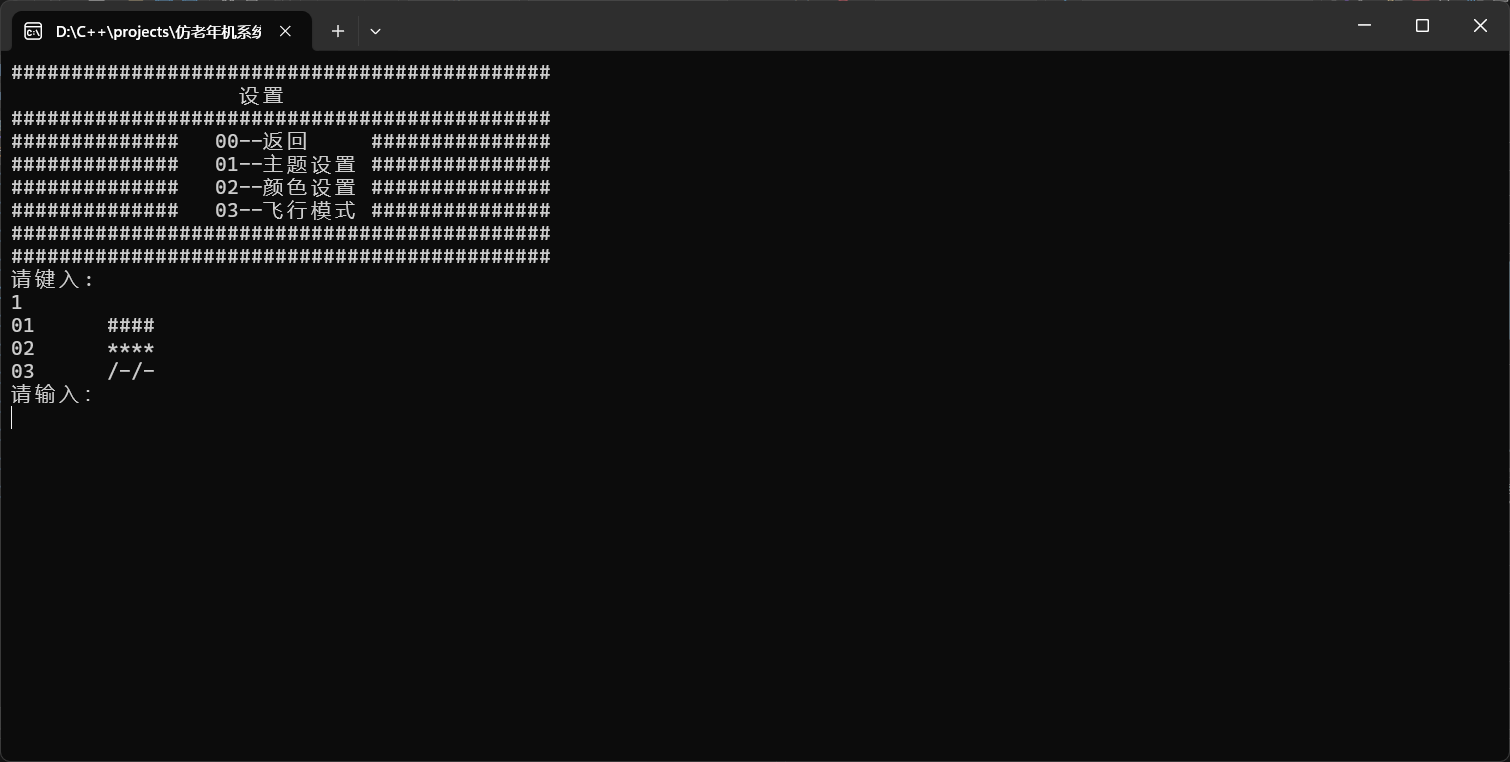 D:\C++\projects\仿老年机系统
#############################################
设置
#############################################
############## 00--返回 ###############
############## 01--主题设置 ###############
############## 02--颜色设置 ###############
############## 03--飞行模式 ###############
#############################################
#############################################
请键入:
1
01 ####
02 ****
03 /-/-
请输入: